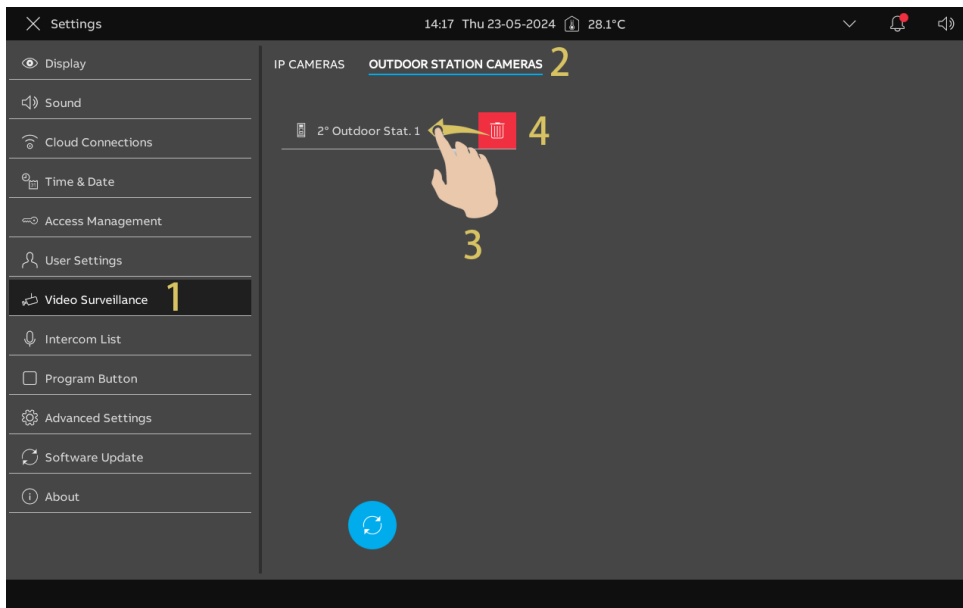 Settings
14:17 Thu 23-05-2024 28.1°C
Display
Sound
Cloud Connections
Time & Date
Access Management
User Settings
Video Surveillance 1
Intercom List
Program Button
Advanced Settings
Software Update
About
IP CAMERAS OUTDOOR STATION CAMERAS 2
2° Outdoor Stat. 1 4
3